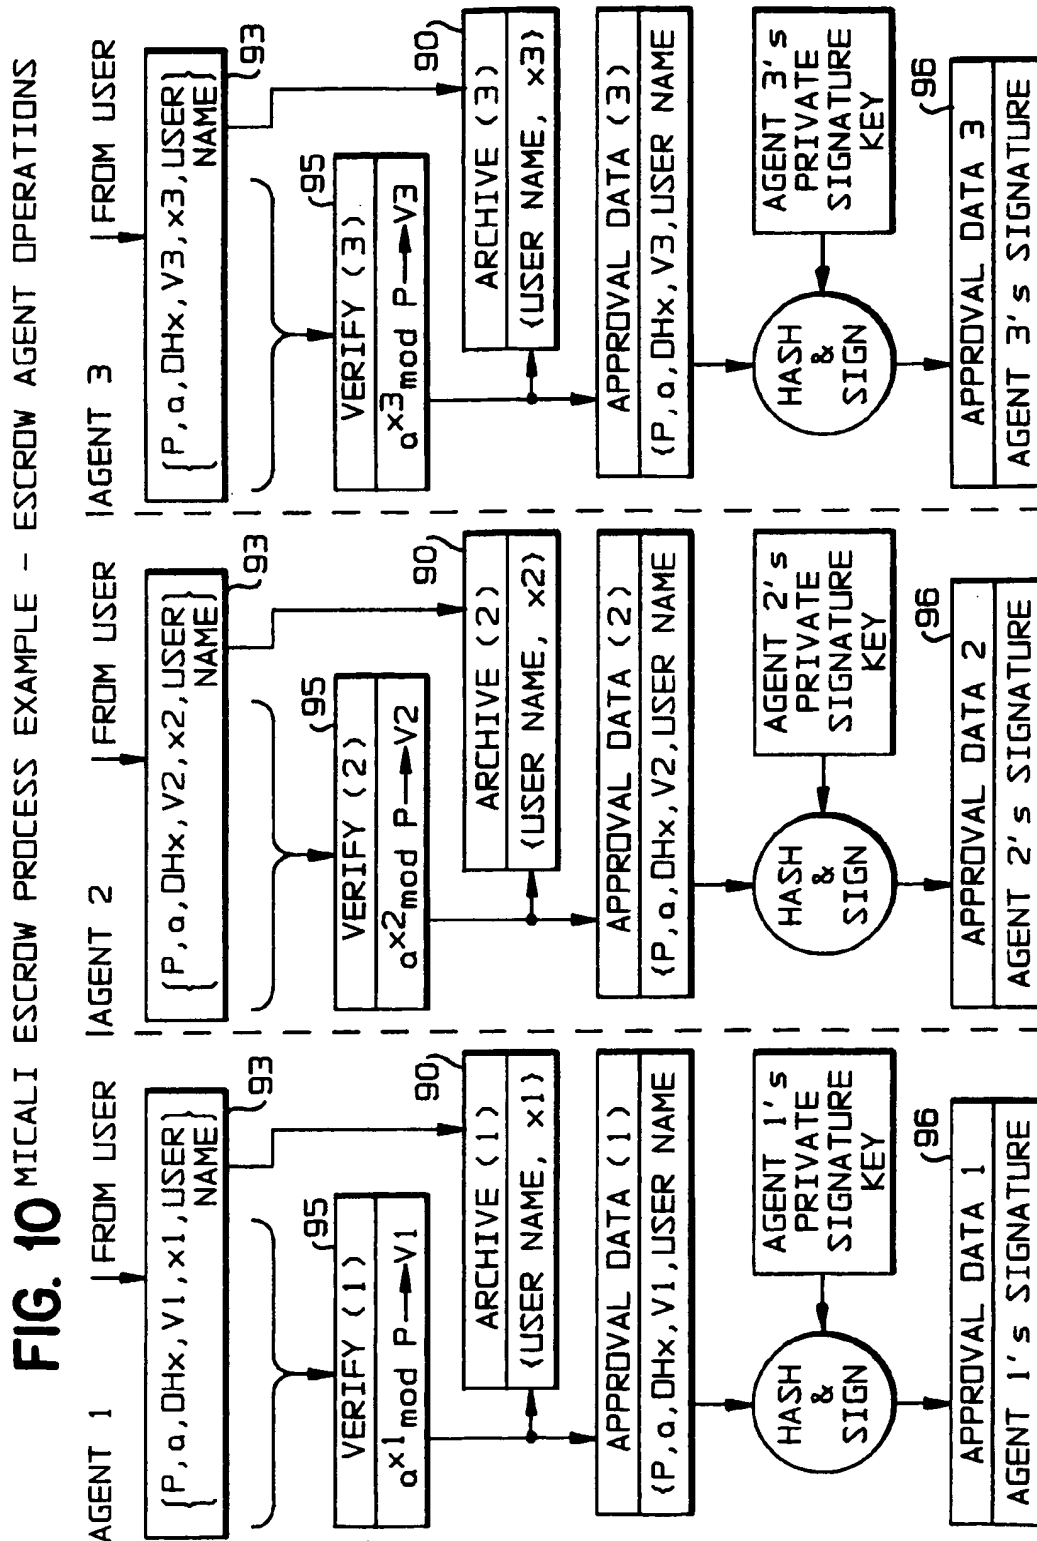 FIG. 10 MICALI ESCROW PROCESS EXAMPLE - ESCROW AGENT OPERATIONS
AGENT 1
FROM USER
{P,a,DHx,V1,x1,USER
NAME}
93
VERIFY (1)
95
a^x1 mod P→V1
ARCHIVE (1)
90
(USER NAME, x1)
APPROVAL DATA (1)
(P,a,DHx,V1,USER NAME
AGENT 1's
PRIVATE
SIGNATURE
KEY
HASH
&
SIGN
96
APPROVAL DATA 1
AGENT 1's SIGNATURE
AGENT 2
FROM USER
{P,a,DHx,V2,x2,USER
NAME}
93
VERIFY (2)
95
a^x2 mod P→V2
ARCHIVE (2)
90
(USER NAME, x2)
APPROVAL DATA (2)
(P,a,DHx,V2,USER NAME
AGENT 2's
PRIVATE
SIGNATURE
KEY
HASH
&
SIGN
96
APPROVAL DATA 2
AGENT 2's SIGNATURE
AGENT 3
FROM USER
{P,a,DHx,V3,x3,USER
NAME}
93
VERIFY (3)
95
a^x3 mod P→V3
ARCHIVE (3)
90
(USER NAME, x3)
APPROVAL DATA (3)
(P,a,DHx,V3,USER NAME
AGENT 3's
PRIVATE
SIGNATURE
KEY
HASH
&
SIGN
96
APPROVAL DATA 3
AGENT 3's SIGNATURE